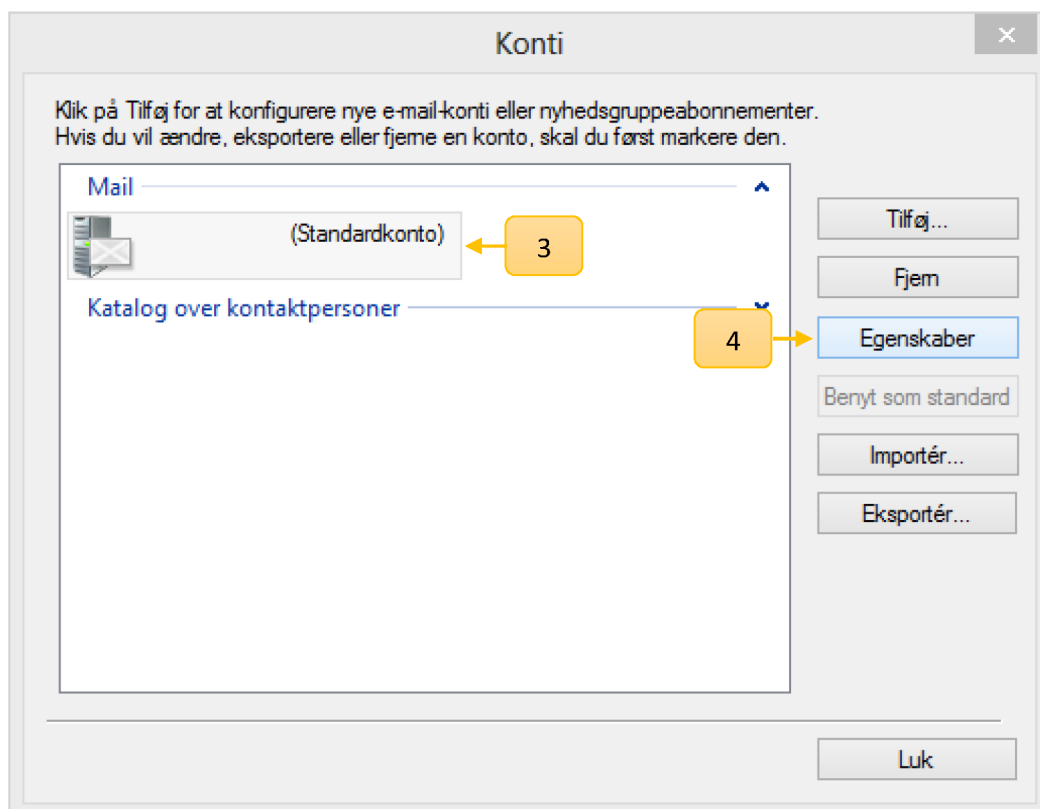 Konti
Klik på Tilføj for at konfigurere nye e-mail-konti eller nyhedsgruppeabonnementer.
Hvis du vil ændre, eksportere eller fjerne en konto, skal du først markere den.
Mail
(Standardkonto)
3
Katalog over kontaktpersoner
4
Tilføj...
Fjern
Egenskaber
Benyt som standard
Importér...
Eksportér...
Luk